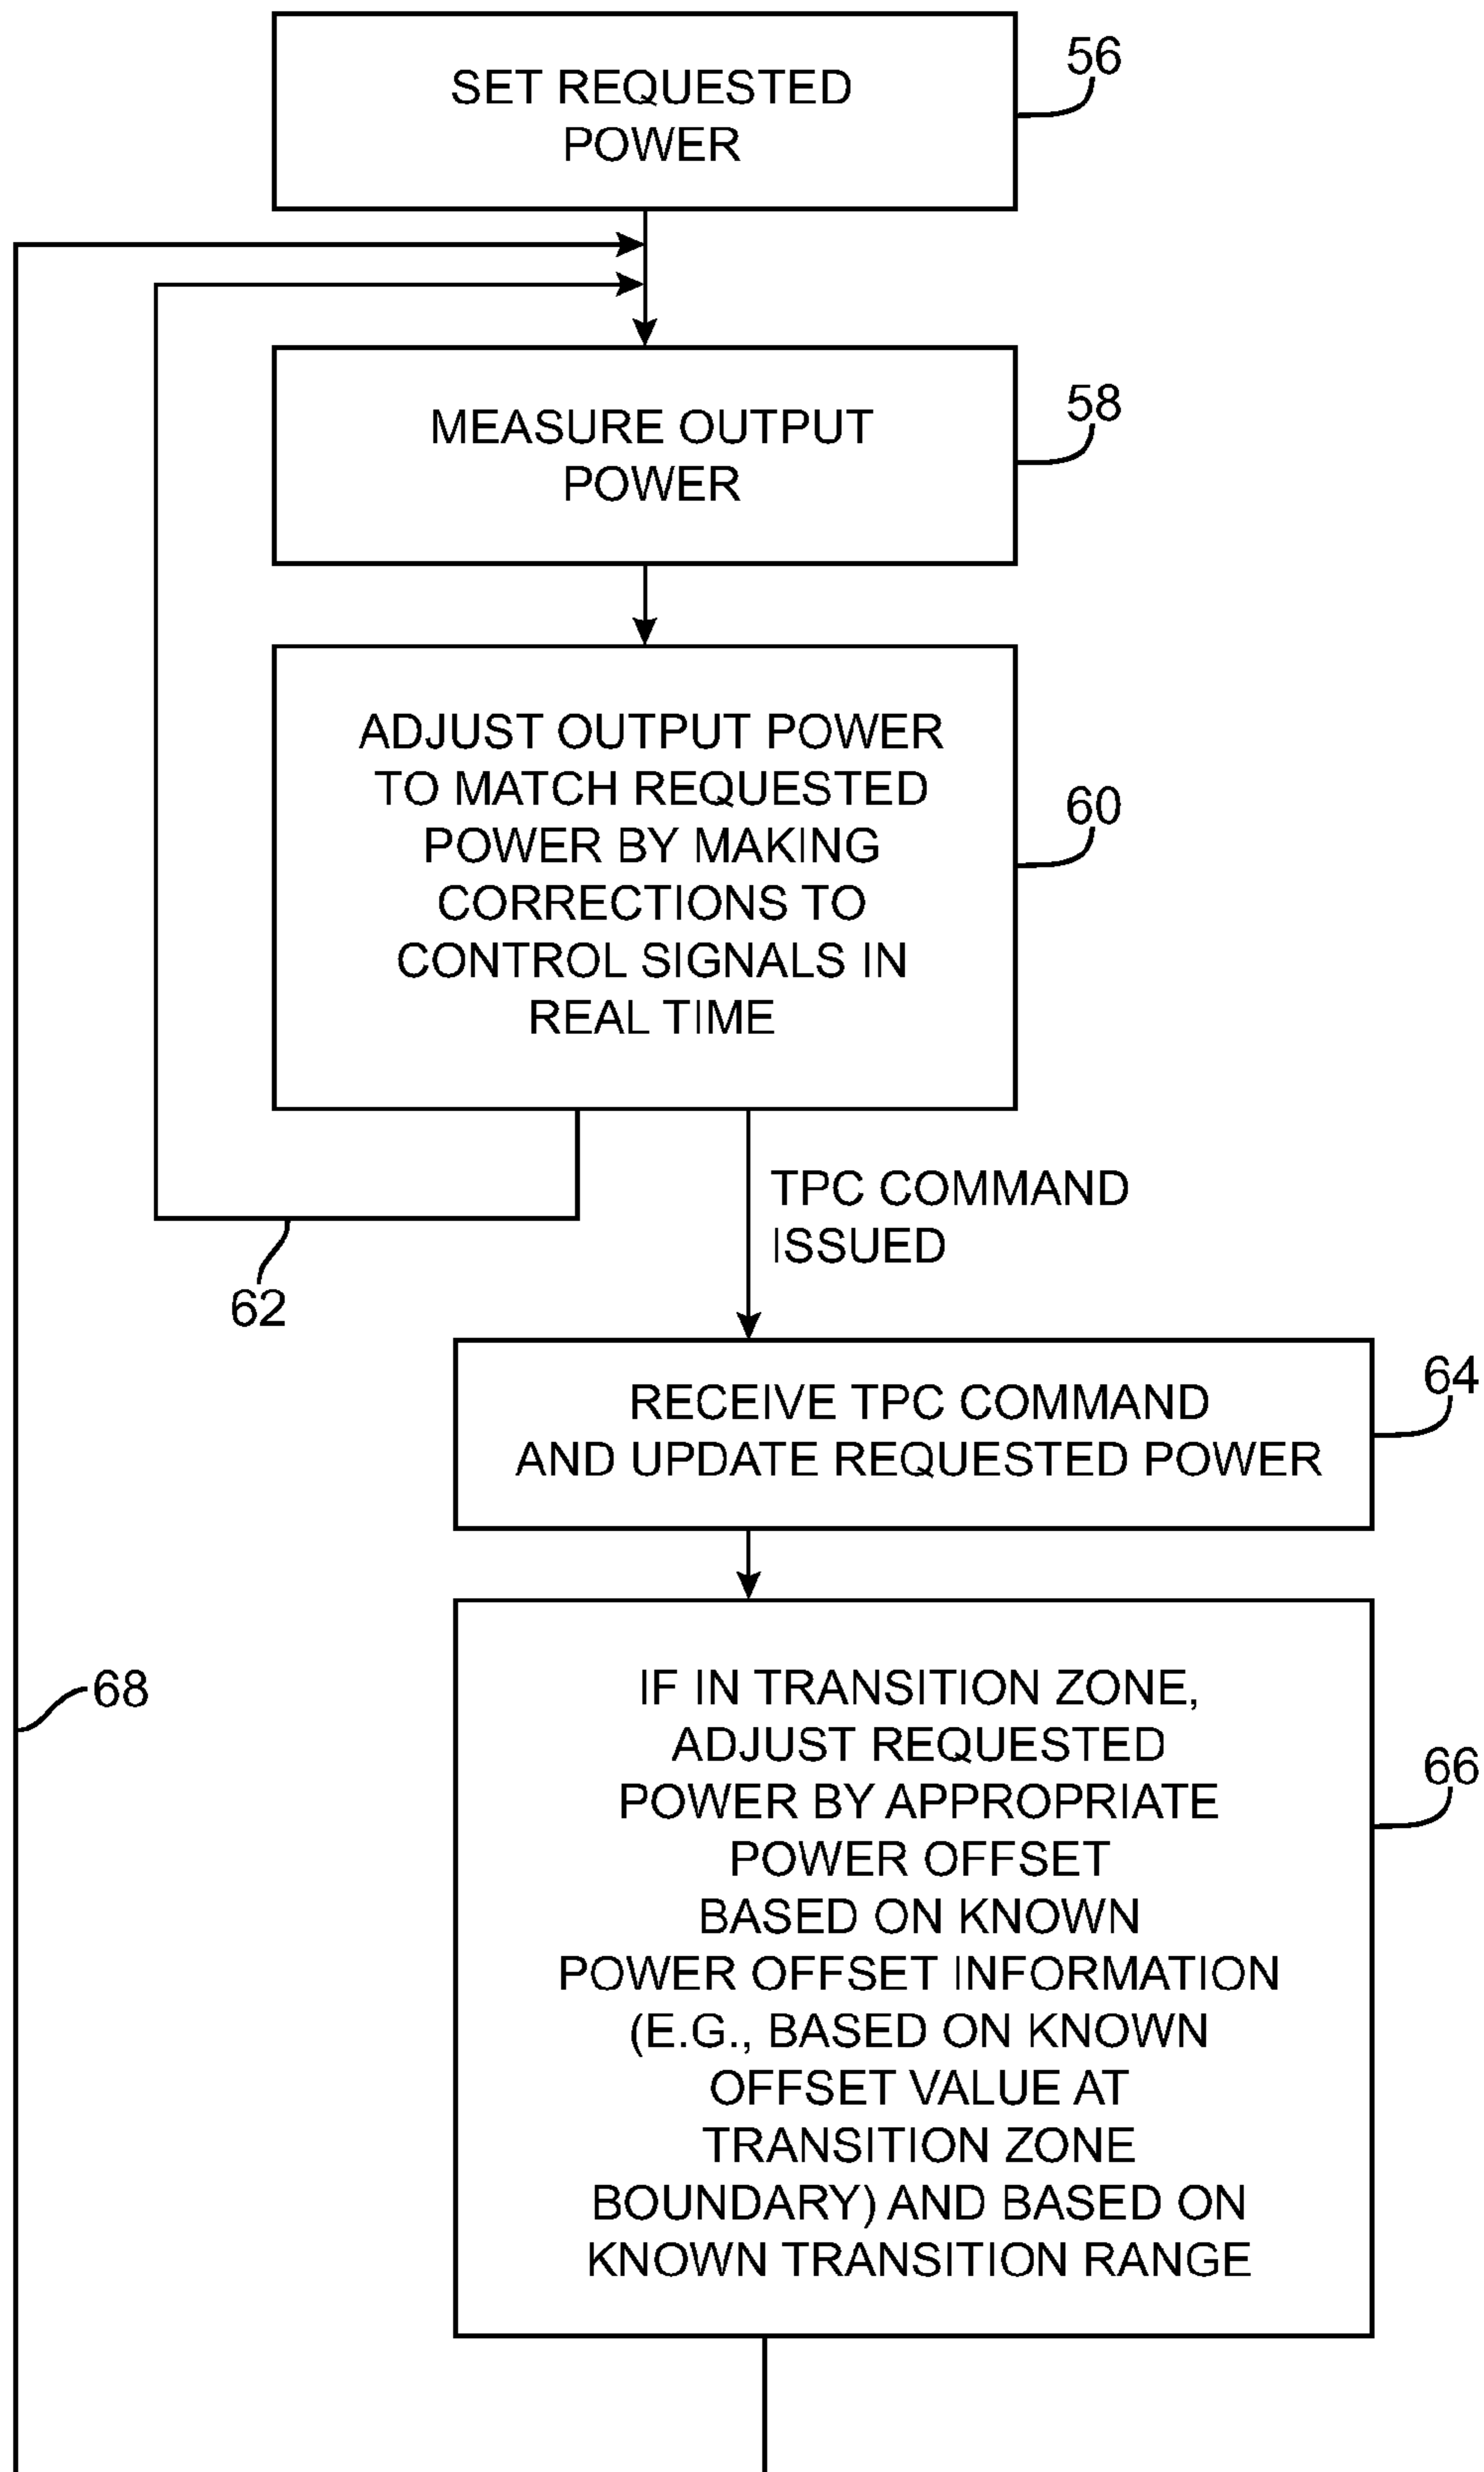 SET REQUESTED
POWER
56
MEASURE OUTPUT
POWER
58
ADJUST OUTPUT POWER
TO MATCH REQUESTED
POWER BY MAKING
CORRECTIONS TO
CONTROL SIGNALS IN
REAL TIME
60
TPC COMMAND
ISSUED
62
RECEIVE TPC COMMAND
AND UPDATE REQUESTED POWER
64
IF IN TRANSITION ZONE,
ADJUST REQUESTED
POWER BY APPROPRIATE
POWER OFFSET
BASED ON KNOWN
POWER OFFSET INFORMATION
(E.G., BASED ON KNOWN
OFFSET VALUE AT
TRANSITION ZONE
BOUNDARY) AND BASED ON
KNOWN TRANSITION RANGE
66
68